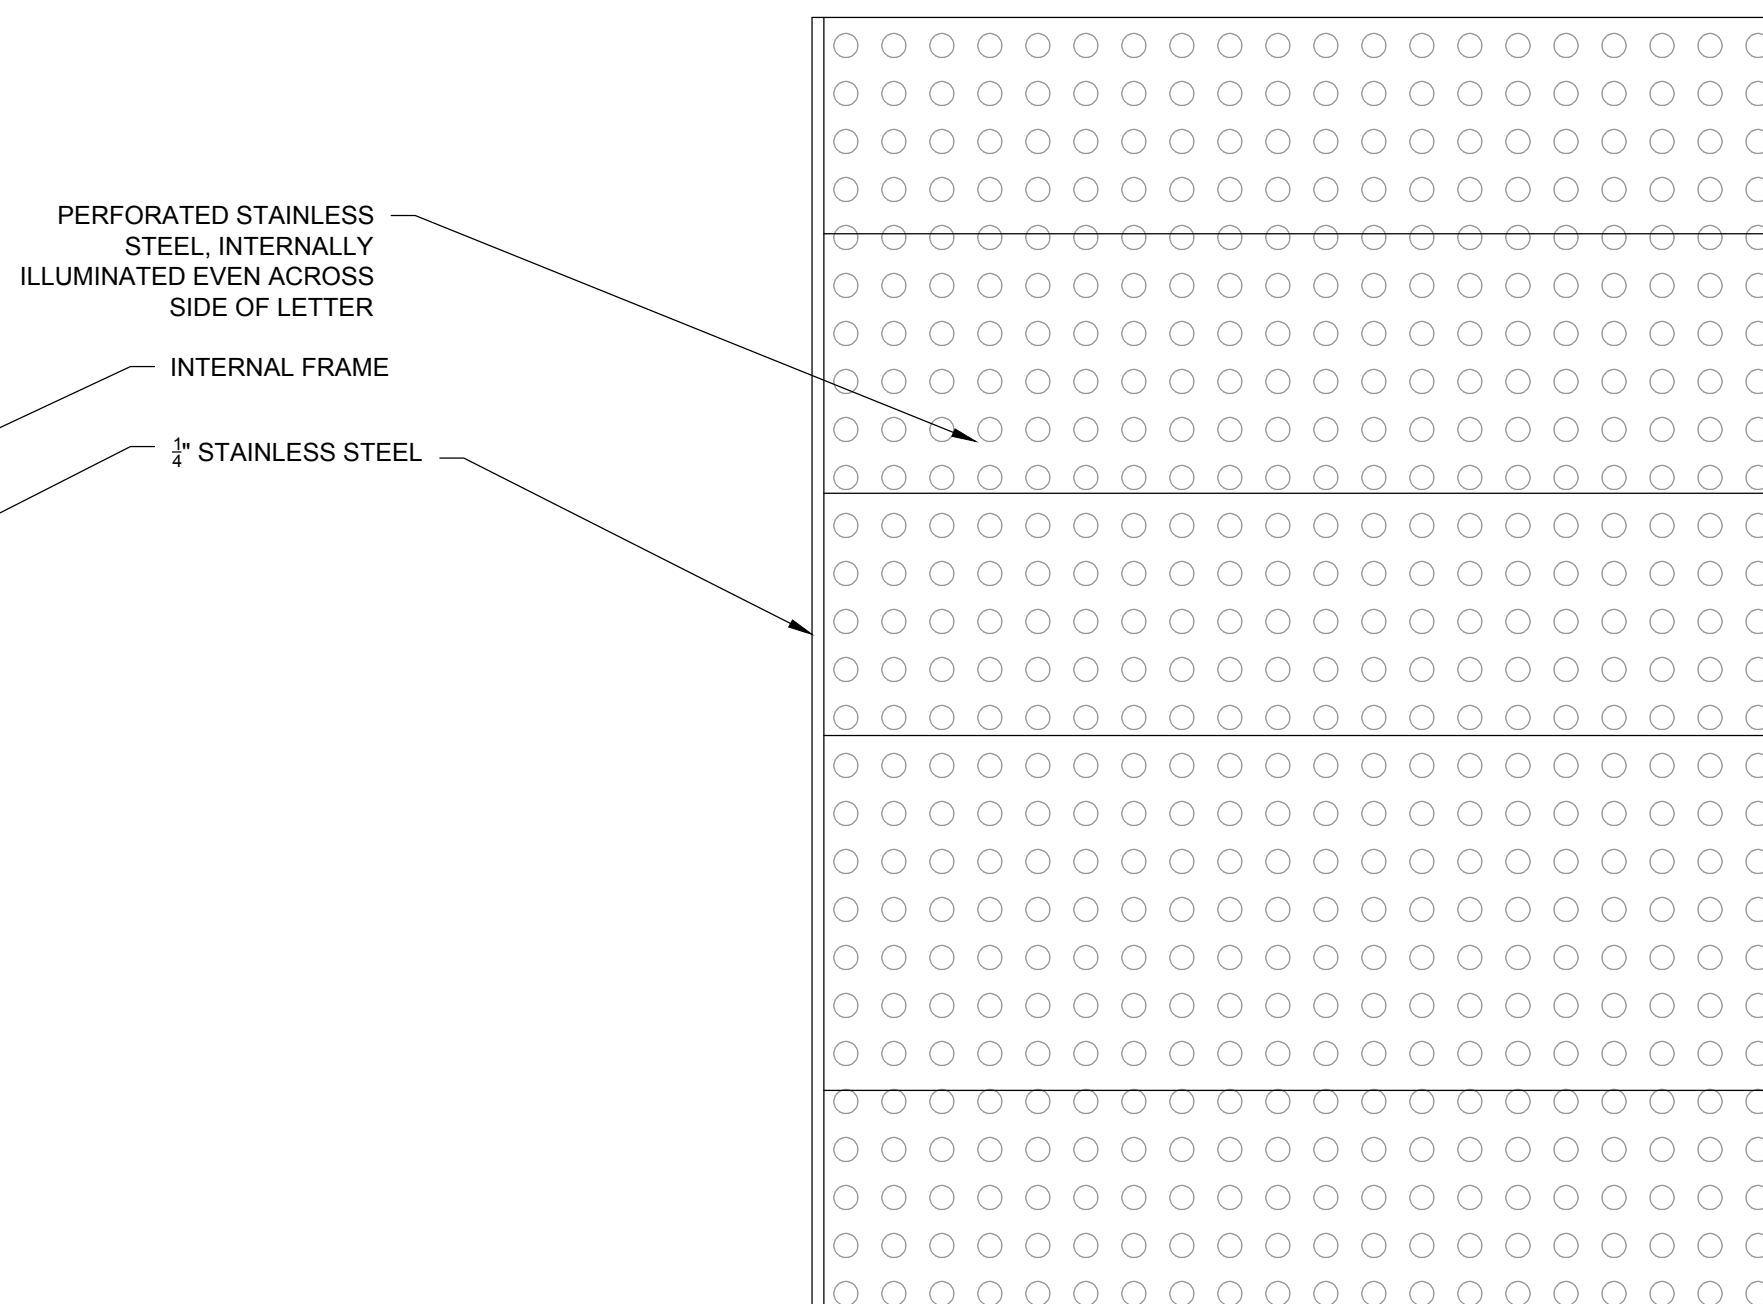 PERFORATED STAINLESS
STEEL, INTERNALLY
ILLUMINATED EVEN ACROSS
SIDE OF LETTER
INTERNAL FRAME
1/4" STAINLESS STEEL